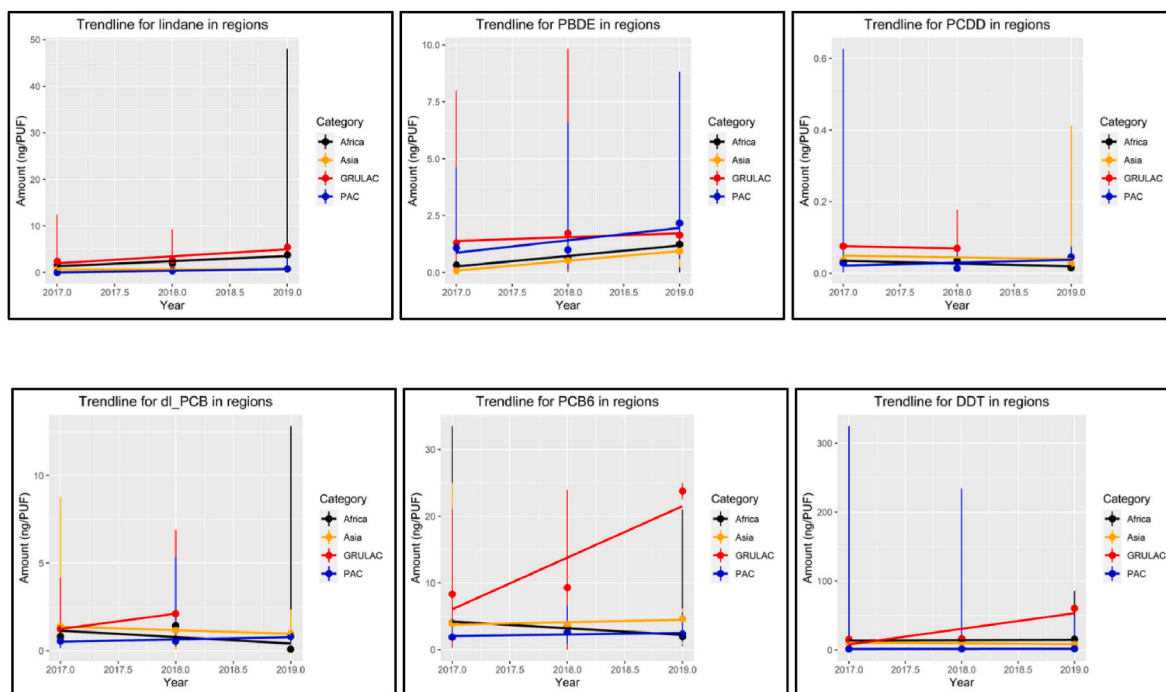 Trendline for lindane in regions
Amount (ng/PUF)
50
40
30
20
10
0
2017.0 2017.5 2018.0 2018.5 2019.0
Year
Category
Africa
Asia
GRULAC
PAC
Trendline for PBDE in regions
Amount (ng/PUF)
10.0
7.5
5.0
2.5
0.0
2017.0 2017.5 2018.0 2018.5 2019.0
Year
Category
Africa
Asia
GRULAC
PAC
Trendline for PCDD in regions
Amount (ng/PUF)
0.6
0.4
0.2
0.0
2017.0 2017.5 2018.0 2018.5 2019.0
Year
Category
Africa
Asia
GRULAC
PAC
Trendline for dl_PCB in regions
Amount (ng/PUF)
10
5
0
2017.0 2017.5 2018.0 2018.5 2019.0
Year
Category
Africa
Asia
GRULAC
PAC
Trendline for PCB6 in regions
Amount (ng/PUF)
30
20
10
0
2017.0 2017.5 2018.0 2018.5 2019.0
Year
Category
Africa
Asia
GRULAC
PAC
Trendline for DDT in regions
Amount (ng/PUF)
300
200
100
0
2017.0 2017.5 2018.0 2018.5 2019.0
Year
Category
Africa
Asia
GRULAC
PAC